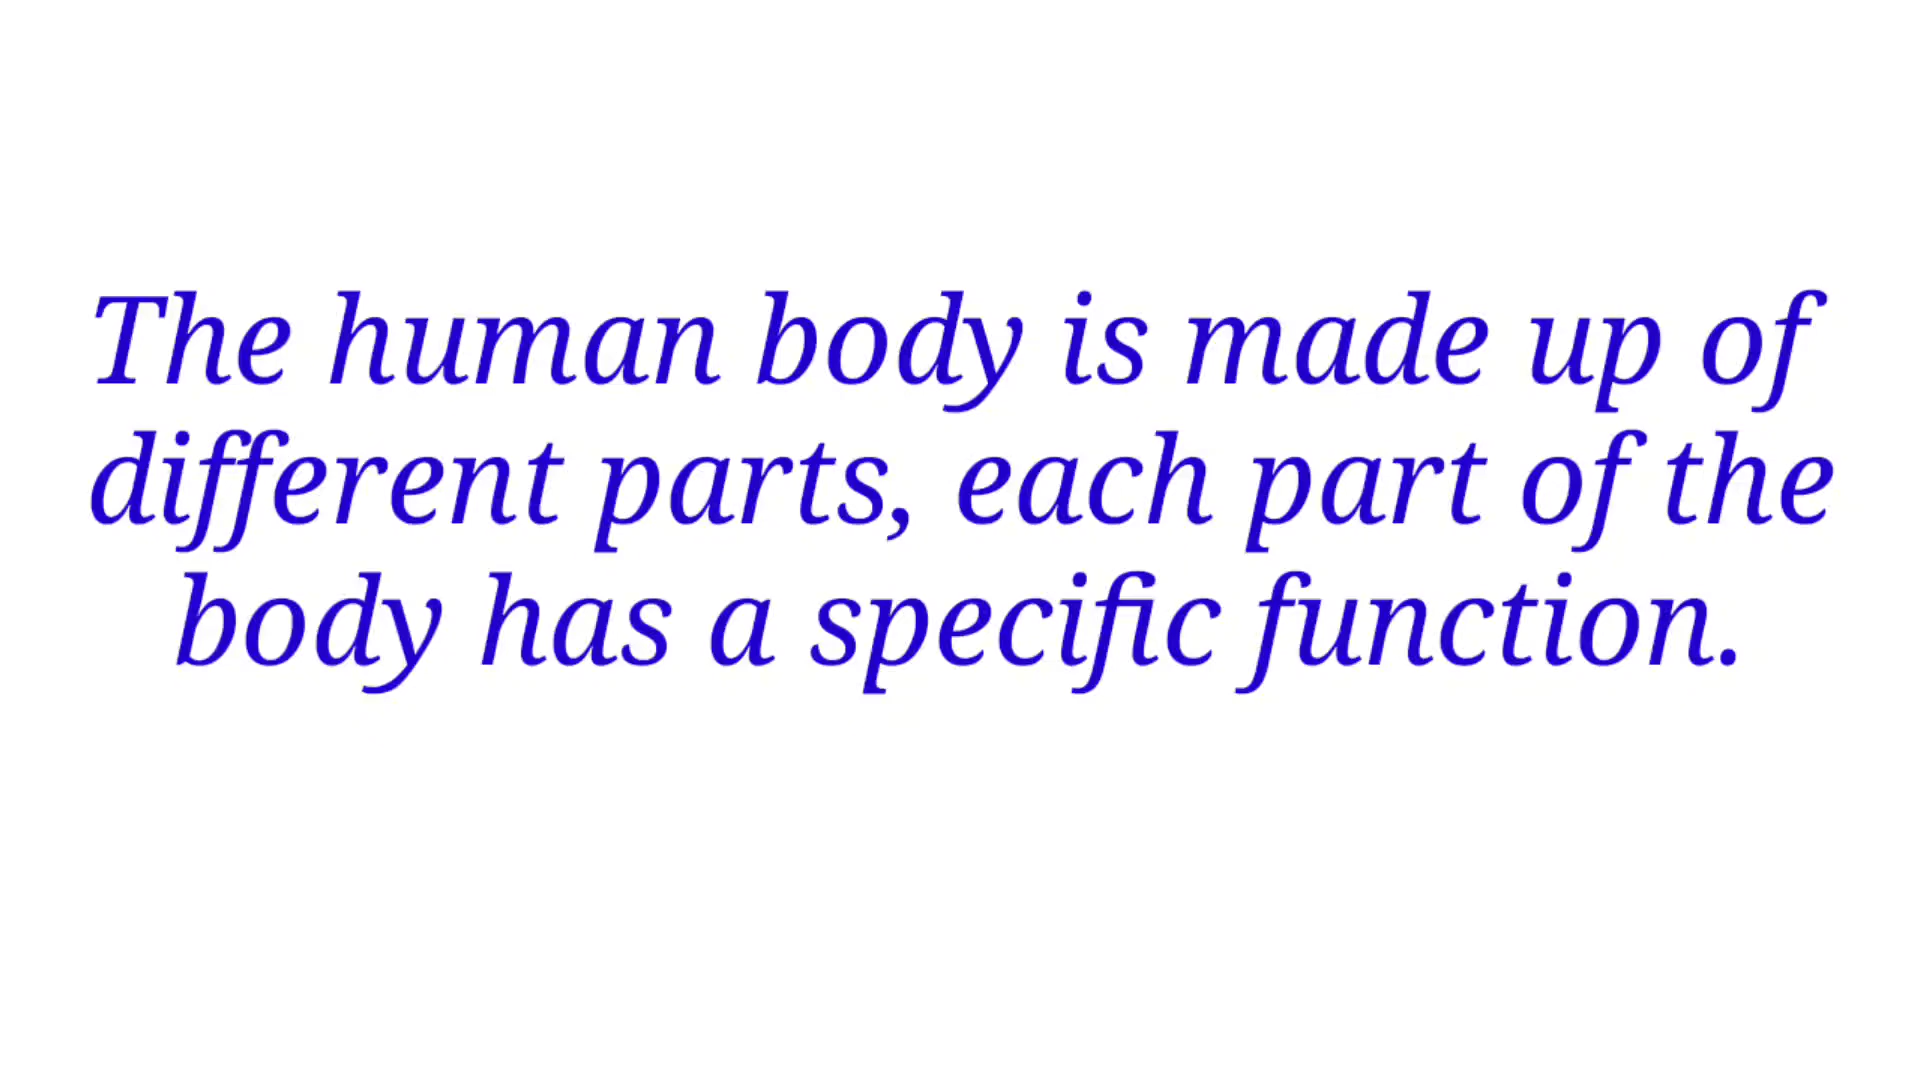 The human body is made up of
different parts, each part of the
body has a specific function.